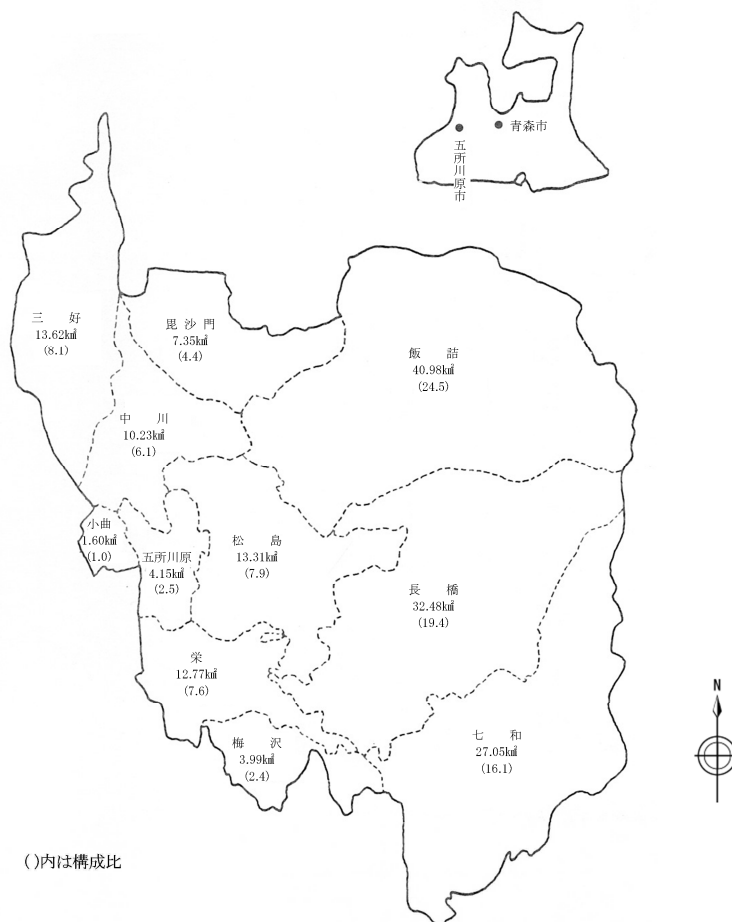 青森市
五所川原市
三好
13.62k㎡
(8.1)
毘沙門
7.35k㎡
(4.4)
飯詰
40.98k㎡
(24.5)
中川
10.23k㎡
(6.1)
小曲
1.60k㎡
(1.0)
五所川原
4.15k㎡
(2.5)
松島
13.31k㎡
(7.9)
長橋
32.48k㎡
(19.4)
栄
12.77k㎡
(7.6)
梅沢
3.99k㎡
(2.4)
七和
27.05k㎡
(16.1)
N
()内は構成比